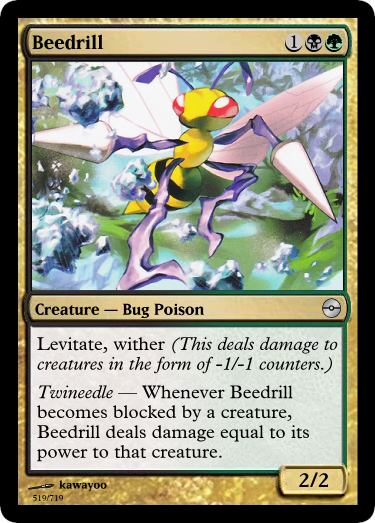 Beedrill 1
Creature — Bug Poison
Levitate, wither (This deals damage to
creatures in the form of -1/-1 counters.)
Twineedle — Whenever Beedrill
becomes blocked by a creature,
Beedrill deals damage equal to its
power to that creature.
2/2
kawayoo
519/719